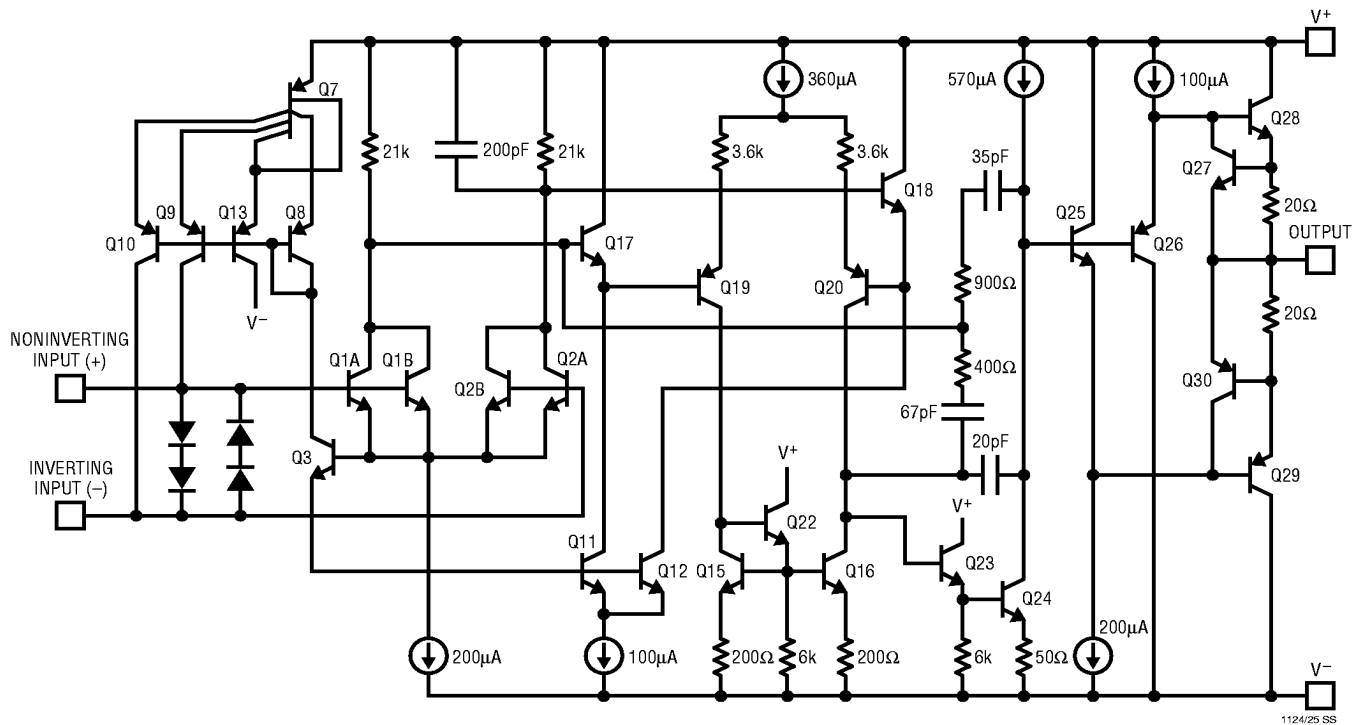 V+
360μA
570μA
100μA
Q7
Q28
21k
200pF
21k
3.6k
3.6k
35pF
Q27
Q18
20Ω
Q9
Q13
Q8
Q25
OUTPUT
Q10
Q17
Q26
Q19
Q20
900Ω
20Ω
V–
NONINVERTING
INPUT (+)
Q1A
Q1B
Q2A
Q2B
400Ω
Q30
67pF
20pF
Q3
V+
INVERTING
INPUT (–)
Q29
V+
Q22
Q11
Q12
Q15
Q16
Q23
Q24
200μA
200μA
100μA
200Ω
6k
200Ω
6k
50Ω
V–
1124/25 SS